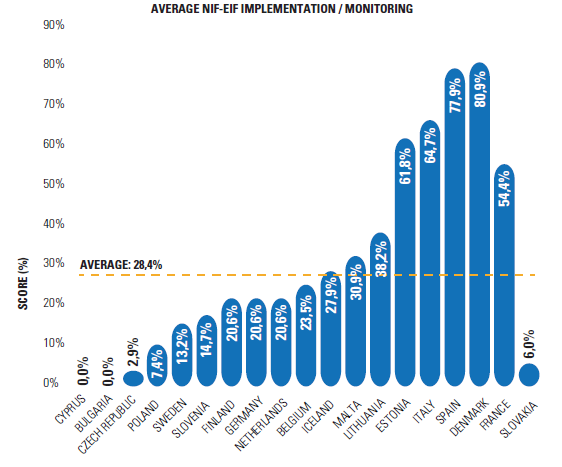 AVERAGE NIF-EIF IMPLEMENTATION / MONITORING
90%
80%
70%
60%
50%
40%
30%
20%
10%
0%
SCORE (%)
AVERAGE: 28,4%
0,0%
0,0%
2,9%
7,4%
13,2%
14,7%
20,6%
20,6%
20,6%
23,5%
27,9%
30,9%
38,2%
61,8%
64,7%
77,9%
80,9%
54,4%
6,0%
CYPRUS
BULGARIA
CZECH REPUBLIC
POLAND
SWEDEN
SLOVENIA
FINLAND
GERMANY
NETHERLANDS
BELGIUM
ICELAND
MALTA
LITHUANIA
ESTONIA
ITALY
SPAIN
DENMARK
FRANCE
SLOVAKIA